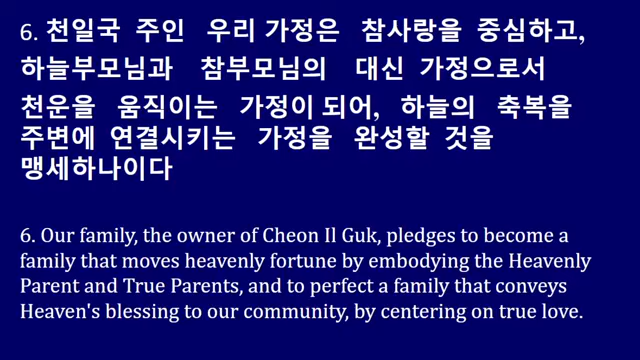 6. 천일국 주인 우리 가정은 참사랑을 중심하고,
하늘부모님과 참부모님의 대신 가정으로서
천운을 움직이는 가정이 되어, 하늘의 축복을
주변에 연결시키는 가정을 완성할 것을
맹세하나이다
6. Our family, the owner of Cheon Il Guk, pledges to become a
family that moves heavenly fortune by embodying the Heavenly
Parent and True Parents, and to perfect a family that conveys
Heaven's blessing to our community, by centering on true love.